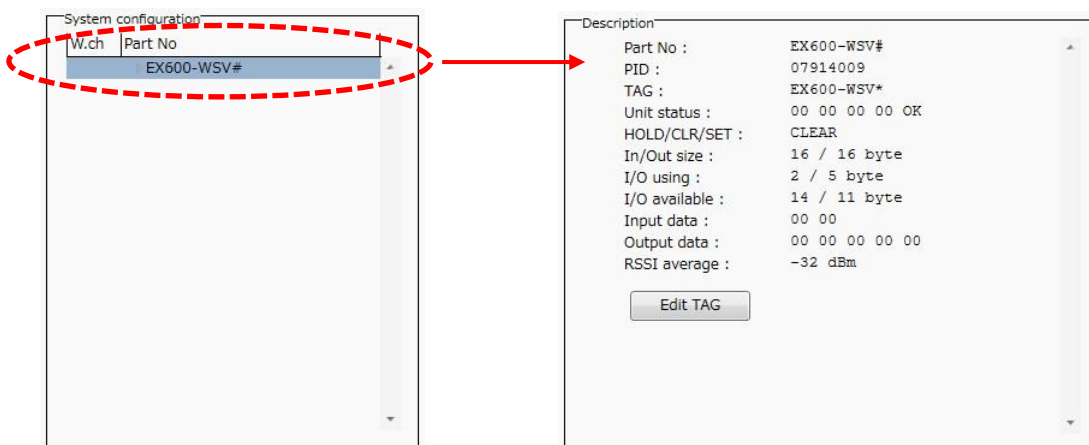 System configuration
W.ch Part No
EX600-WSV#
Description
Part No : EX600-WSV#
PID : 07914009
TAG : EX600-WSV*
Unit status : 00 00 00 00 OK
HOLD/CLR/SET : CLEAR
In/Out size : 16 / 16 byte
I/O using : 2 / 5 byte
I/O available : 14 / 11 byte
Input data : 00 00
Output data : 00 00 00 00 00
RSSI average : -32 dBm
Edit TAG